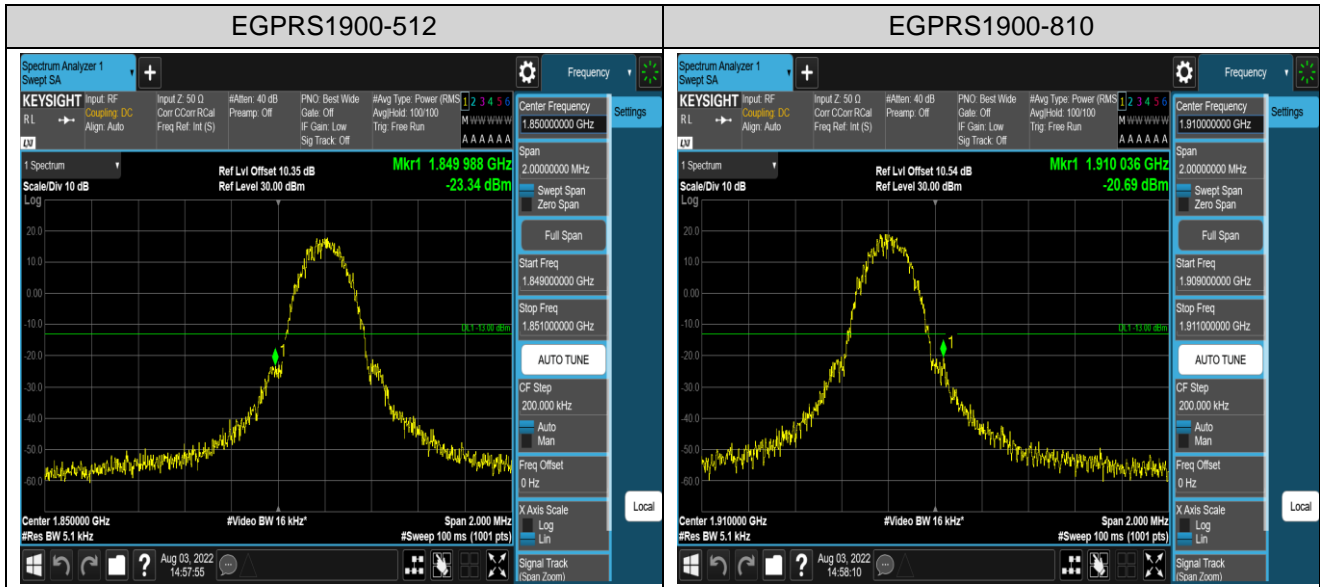 EGPRS1900-512
EGPRS1900-810
Spectrum Analyzer 1
Swept SA
+
Frequency
KEYSIGHT
RL
Input: RF
Coupling: DC
Align: Auto
Input Z: 50 Ω
Corr CCorr RCal
Freq Ref: Int (S)
#Atten: 40 dB
Preamp: Off
PNO: Best Wide
Gate: Off
IF Gain: Low
Sig Track: Off
#Avg Type: Power (RMS
Avg|Hold: 100/100
Trig: Free Run
1 2 3 4 5 6
M W W W W W
A A A A A A
LXI
1 Spectrum
Scale/Div 10 dB
Log
Ref Lvl Offset 10.35 dB
Ref Level 30.00 dBm
Mkr1 1.849 988 GHz
-23.34 dBm
20.0
10.0
0.00
-10.0
-20.0
-30.0
-40.0
-50.0
-60.0
DL1 -13.00 dBm
1
Center 1.850000 GHz
#Res BW 5.1 kHz
#Video BW 16 kHz*
Span 2.000 MHz
#Sweep 100 ms (1001 pts)
Aug 03, 2022
14:57:55
?
Center Frequency
1.850000000 GHz
Span
2.00000000 MHz
Swept Span
Zero Span
Full Span
Start Freq
1.849000000 GHz
Stop Freq
1.851000000 GHz
AUTO TUNE
CF Step
200.000 kHz
Auto
Man
Freq Offset
0 Hz
X Axis Scale
Log
Lin
Signal Track
(Span Zoom)
Settings
Local
Spectrum Analyzer 1
Swept SA
+
Frequency
KEYSIGHT
RL
Input: RF
Coupling: DC
Align: Auto
Input Z: 50 Ω
Corr CCorr RCal
Freq Ref: Int (S)
#Atten: 40 dB
Preamp: Off
PNO: Best Wide
Gate: Off
IF Gain: Low
Sig Track: Off
#Avg Type: Power (RMS
Avg|Hold: 100/100
Trig: Free Run
1 2 3 4 5 6
M W W W W W
A A A A A A
LXI
1 Spectrum
Scale/Div 10 dB
Log
Ref Lvl Offset 10.54 dB
Ref Level 30.00 dBm
Mkr1 1.910 036 GHz
-20.69 dBm
20.0
10.0
0.00
-10.0
-20.0
-30.0
-40.0
-50.0
-60.0
DL1 -13.00 dBm
1
Center 1.910000 GHz
#Res BW 5.1 kHz
#Video BW 16 kHz*
Span 2.000 MHz
#Sweep 100 ms (1001 pts)
Aug 03, 2022
14:58:10
?
Center Frequency
1.910000000 GHz
Span
2.00000000 MHz
Swept Span
Zero Span
Full Span
Start Freq
1.909000000 GHz
Stop Freq
1.911000000 GHz
AUTO TUNE
CF Step
200.000 kHz
Auto
Man
Freq Offset
0 Hz
X Axis Scale
Log
Lin
Signal Track
(Span Zoom)
Settings
Local